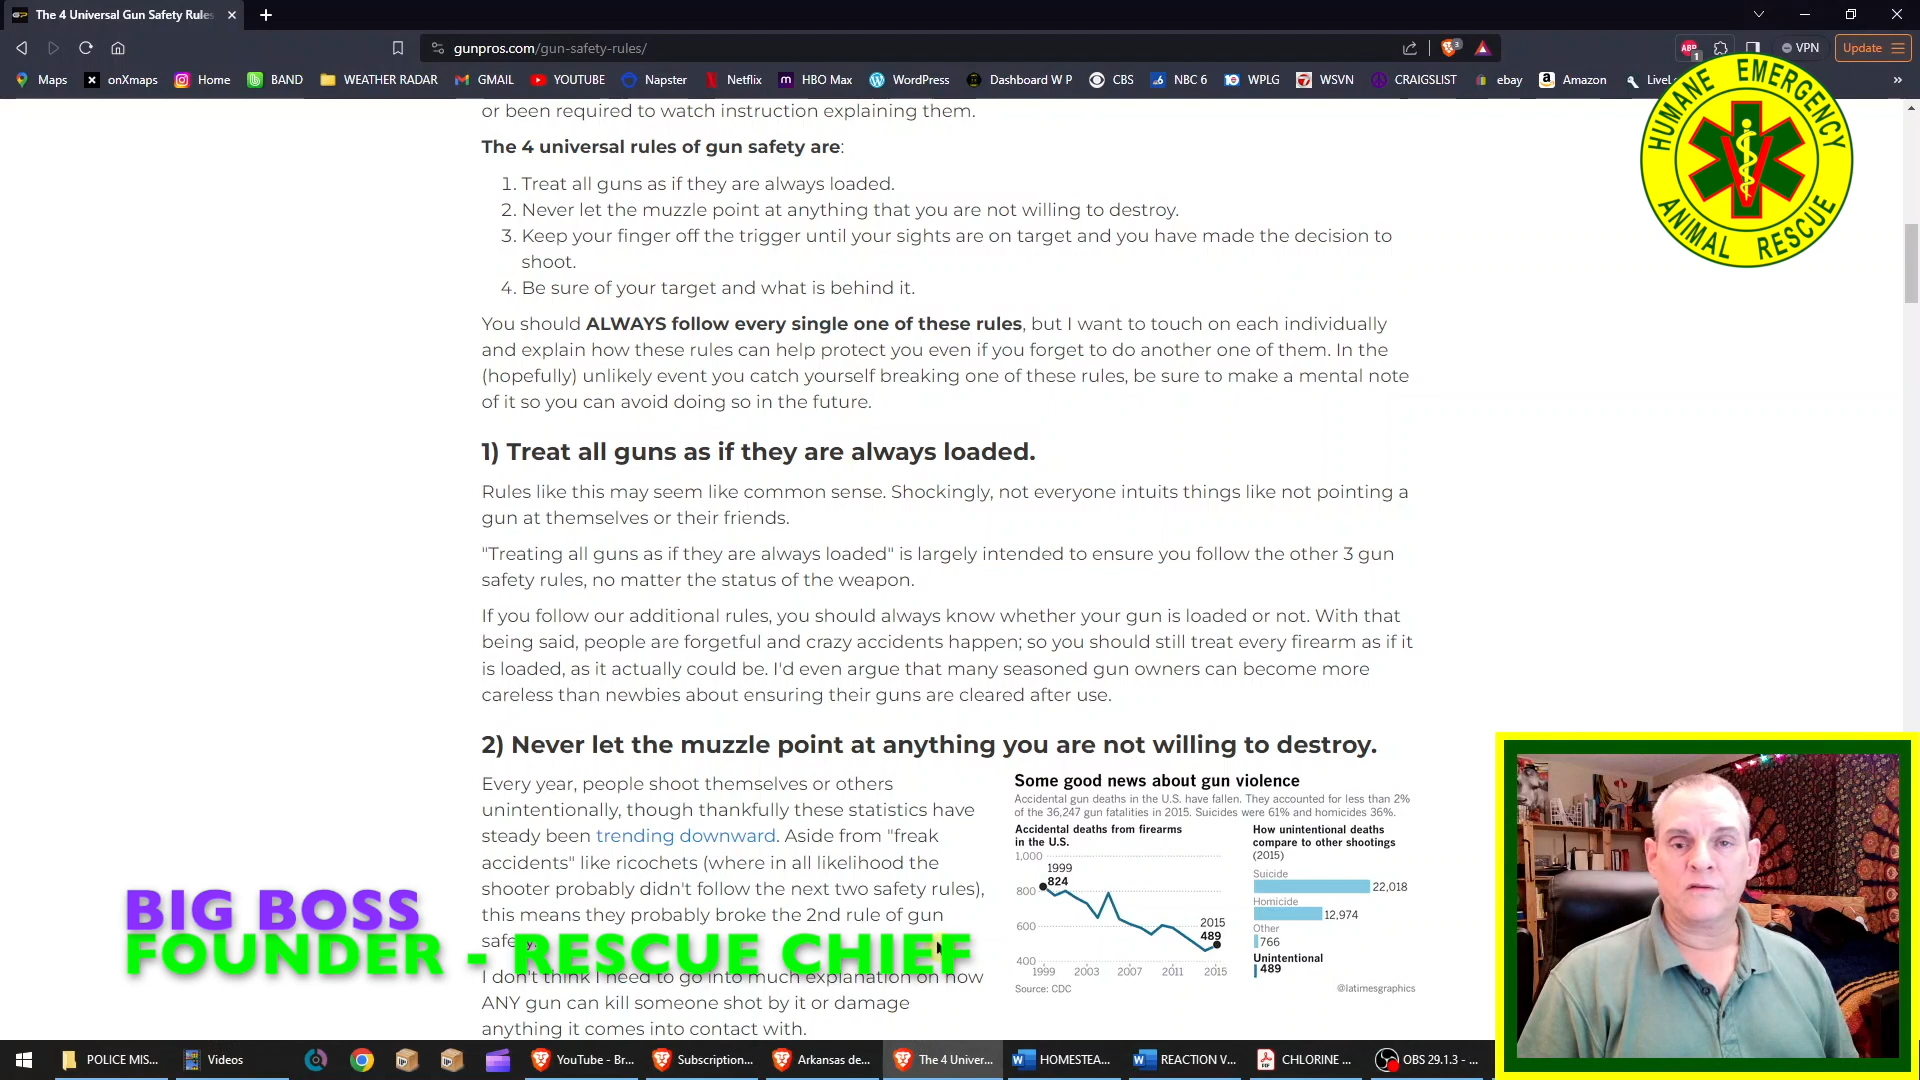 The 4 Universal Gun Safety Rules
gunpros.com/gun-safety-rules/
VPN
Update
Maps
onXmaps
Home
BAND
WEATHER RADAR
GMAIL
YOUTUBE
Napster
Netflix
HBO Max
WordPress
Dashboard W P
CBS
NBC 6
WPLG
WSVN
CRAIGSLIST
ebay
Amazon
HUMANE EMERGENCY
ANIMAL RESCUE
or been required to watch instruction explaining them.
The 4 universal rules of gun safety are:
1. Treat all guns as if they are always loaded.
2. Never let the muzzle point at anything that you are not willing to destroy.
3. Keep your finger off the trigger until your sights are on target and you have made the decision to
shoot.
4. Be sure of your target and what is behind it.
You should ALWAYS follow every single one of these rules, but I want to touch on each individually
and explain how these rules can help protect you even if you forget to do another one of them. In the
(hopefully) unlikely event you catch yourself breaking one of these rules, be sure to make a mental note
of it so you can avoid doing so in the future.
1) Treat all guns as if they are always loaded.
Rules like this may seem like common sense. Shockingly, not everyone intuits things like not pointing a
gun at themselves or their friends.
"Treating all guns as if they are always loaded" is largely intended to ensure you follow the other 3 gun
safety rules, no matter the status of the weapon.
If you follow our additional rules, you should always know whether your gun is loaded or not. With that
being said, people are forgetful and crazy accidents happen; so you should still treat every firearm as if it
is loaded, as it actually could be. I'd even argue that many seasoned gun owners can become more
careless than newbies about ensuring their guns are cleared after use.
2) Never let the muzzle point at anything you are not willing to destroy.
Every year, people shoot themselves or others
unintentionally, though thankfully these statistics have
steady been trending downward. Aside from "freak
accidents" like ricochets (where in all likelihood the
shooter probably didn't follow the next two safety rules),
this means they probably broke the 2nd rule of gun
I don't think I need to go into much explanation on how
ANY gun can kill someone shot by it or damage
anything it comes into contact with.
Some good news about gun violence
Accidental gun deaths in the U.S. have fallen. They accounted for less than 2%
of the 36,247 gun fatalities in 2015. Suicides were 61% and homicides 36%.
Accidental deaths from firearms
in the U.S.
1,000
800
600
400
1999
824
2015
489
1999 2003 2007 2011 2015
Source: CDC
How unintentional deaths
compare to other shootings
(2015)
Suicide
22,018
Homicide
12,974
Other
766
Unintentional
489
@latimesgraphics
BIG BOSS
FOUNDER - RESCUE CHIEF
POLICE MIS...
Videos
YouTube - Br...
Subscription...
Arkansas de...
The 4 Univer...
HOMESTEA...
REACTION V...
CHLORINE ...
OBS 29.1.3 - ...